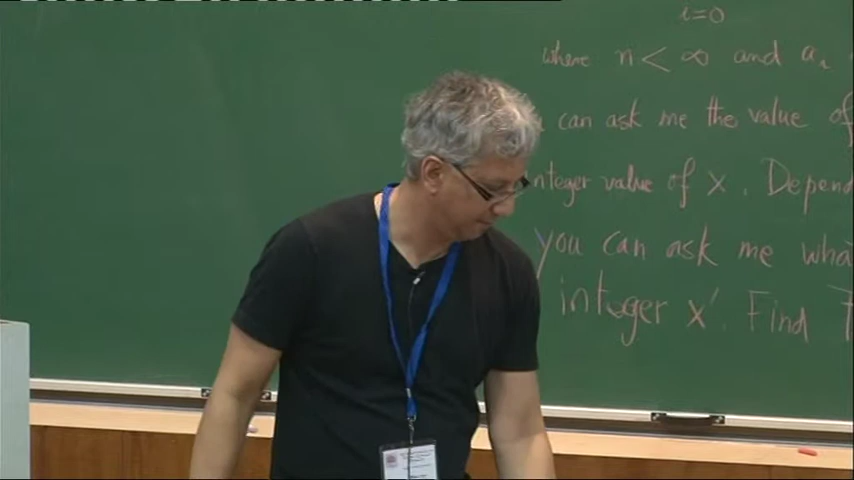 i=0
where n < ∞ and a
can ask me the value of
nteger value of x. Depend
you can ask me wha
integer x'. Find